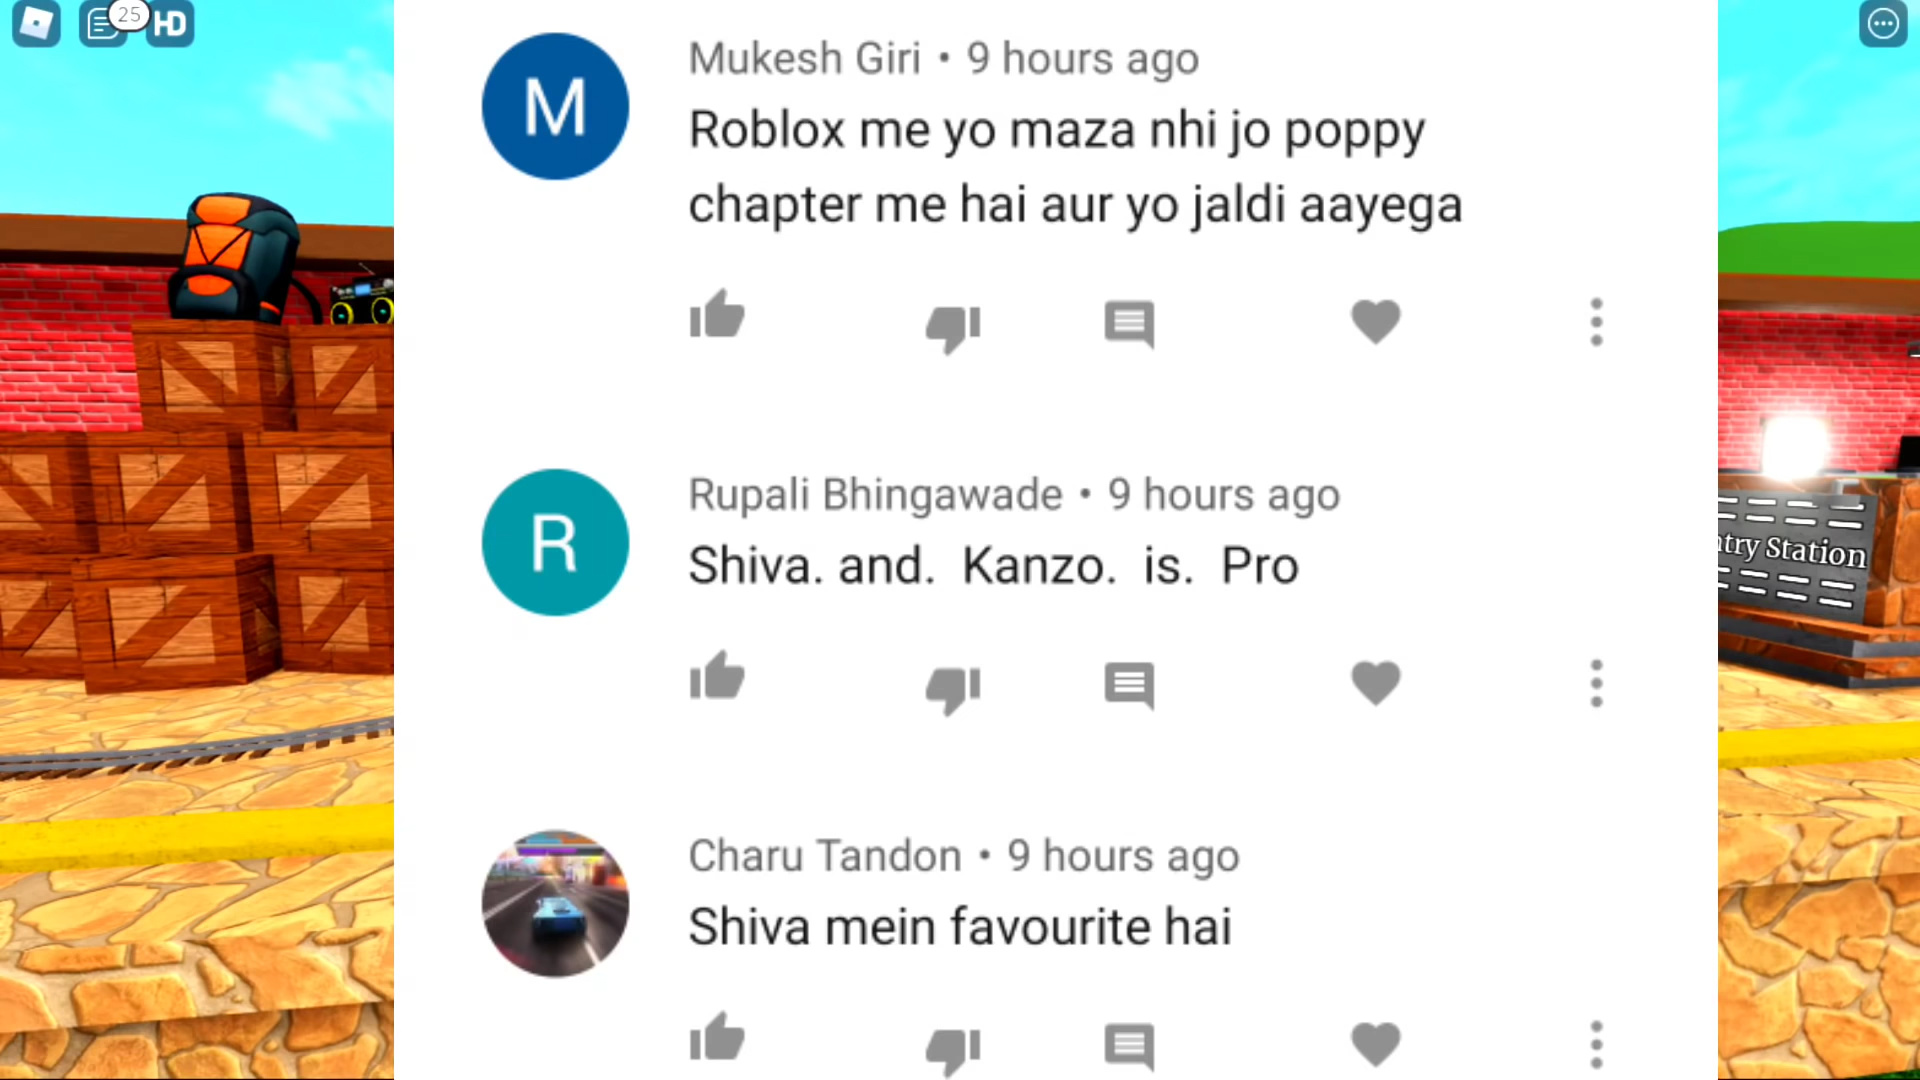 25
HD
Mukesh Giri • 9 hours ago
Roblox me yo maza nhi jo poppy
chapter me hai aur yo jaldi aayega
M
Rupali Bhingawade • 9 hours ago
R
Shiva. and. Kanzo. is. Pro
ntry Station
Charu Tandon • 9 hours ago
Shiva mein favourite hai